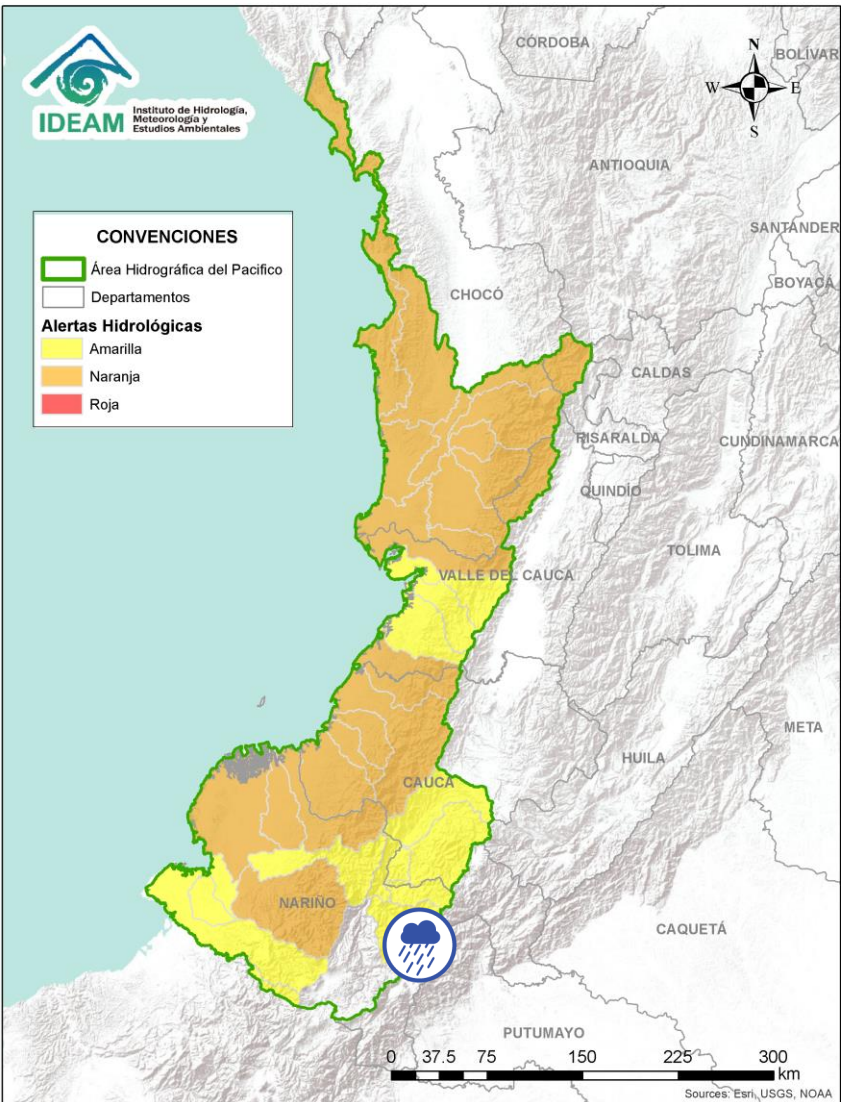 IDEAM
Instituto de Hidrología,
Meteorología y
Estudios Ambientales
CÓRDOBA
BOLIVAR
N
W
E
S
ANTIOQUIA
SANTANDER
BOYACÁ
CONVENCIONES
Área Hidrográfica del Pacifico
Departamentos
Alertas Hidrológicas
Amarilla
Naranja
Roja
CHOCÓ
CALDAS
RISARALDA
CUNDINAMARCA
QUINDÍO
TOLIMA
VALLE DEL CAUCA
META
HUILA
CAUCA
NARIÑO
CAQUETÁ
PUTUMAYO
0 37.5 75 150 225 300
km
Sources: Esri, USGS, NOAA